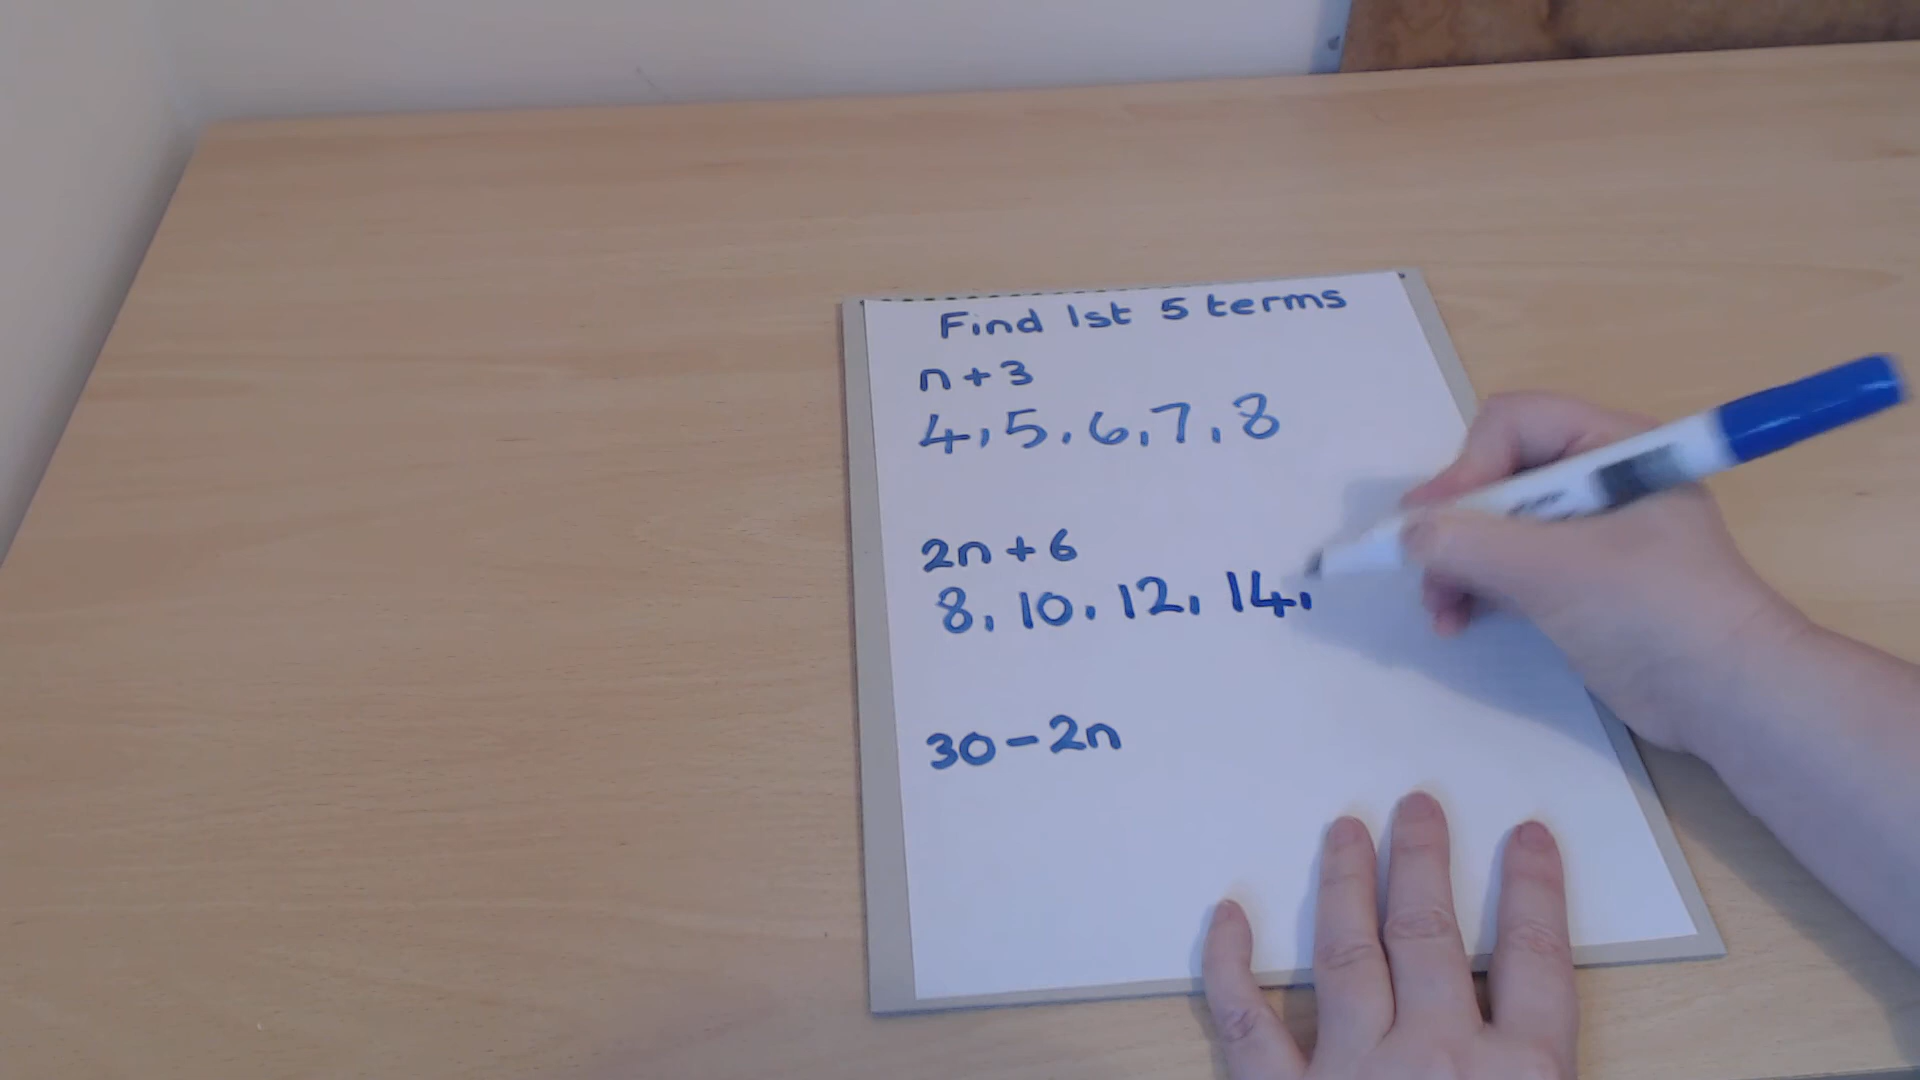 Find 1st 5 terms
n + 3
4, 5, 6, 7, 8
2n + 6
8, 10, 12, 14,
30 - 2n